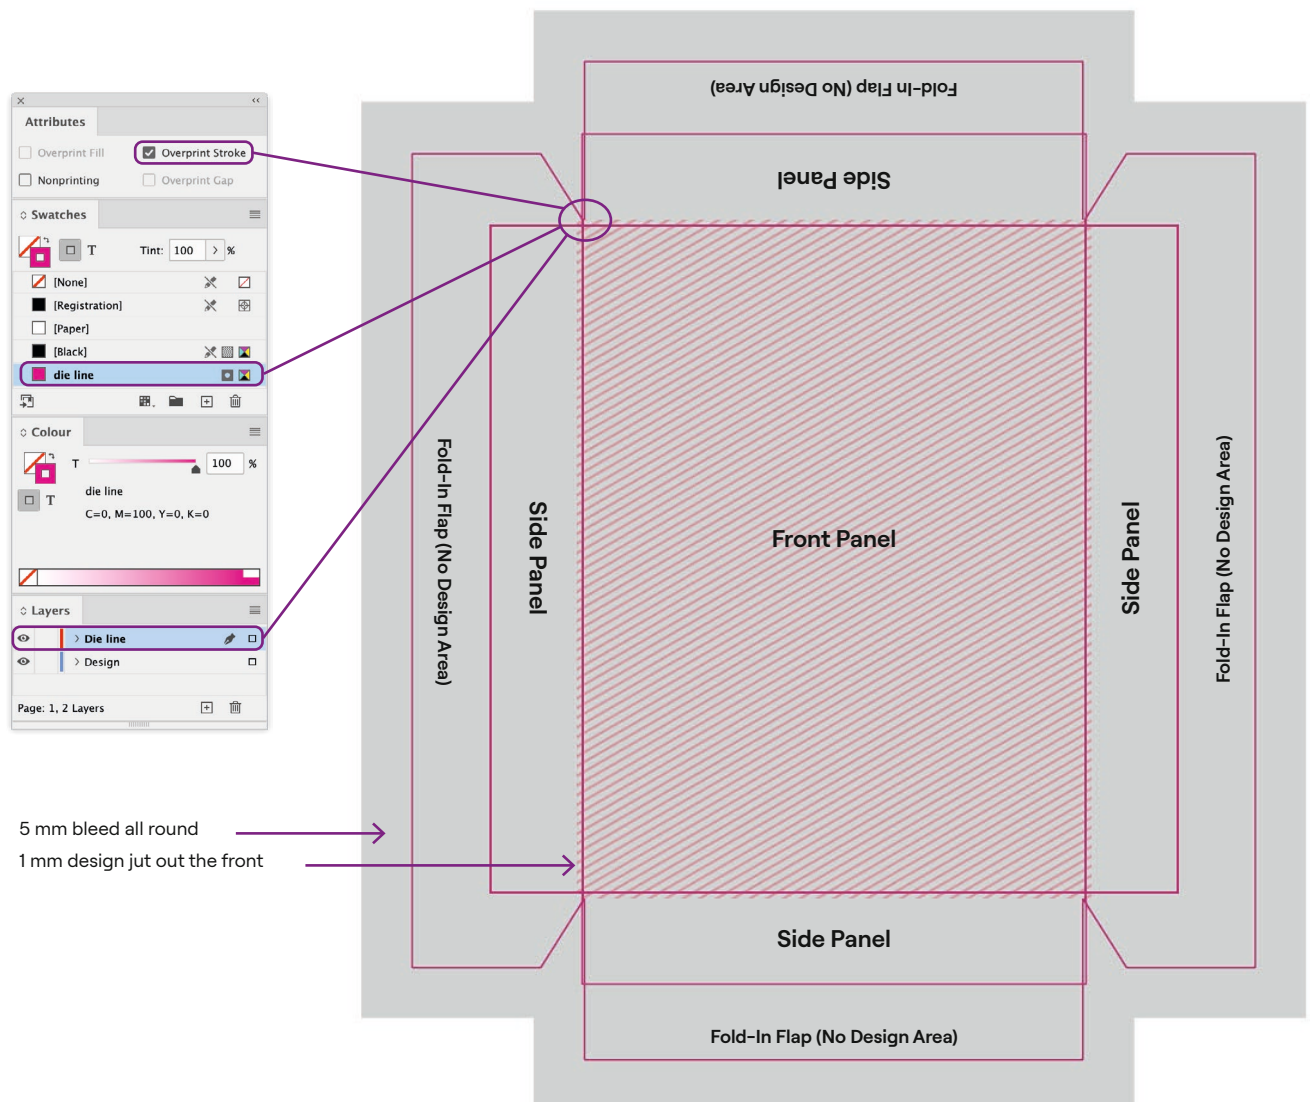 Attributes
Overprint Fill
Overprint Stroke
Nonprinting
Overprint Gap
Swatches
T
Tint: 100 %
[None]
[Registration]
[Paper]
[Black]
die line
Colour
T 100 %
T
die line
C=0, M=100, Y=0, K=0
Layers
Die line
Design
Page: 1, 2 Layers
5 mm bleed all round
1 mm design jut out the front
Fold-In Flap (No Design Area)
Side Panel
Fold-In Flap (No Design Area)
Side Panel
Front Panel
Side Panel
Fold-In Flap (No Design Area)
Side Panel
Fold-In Flap (No Design Area)